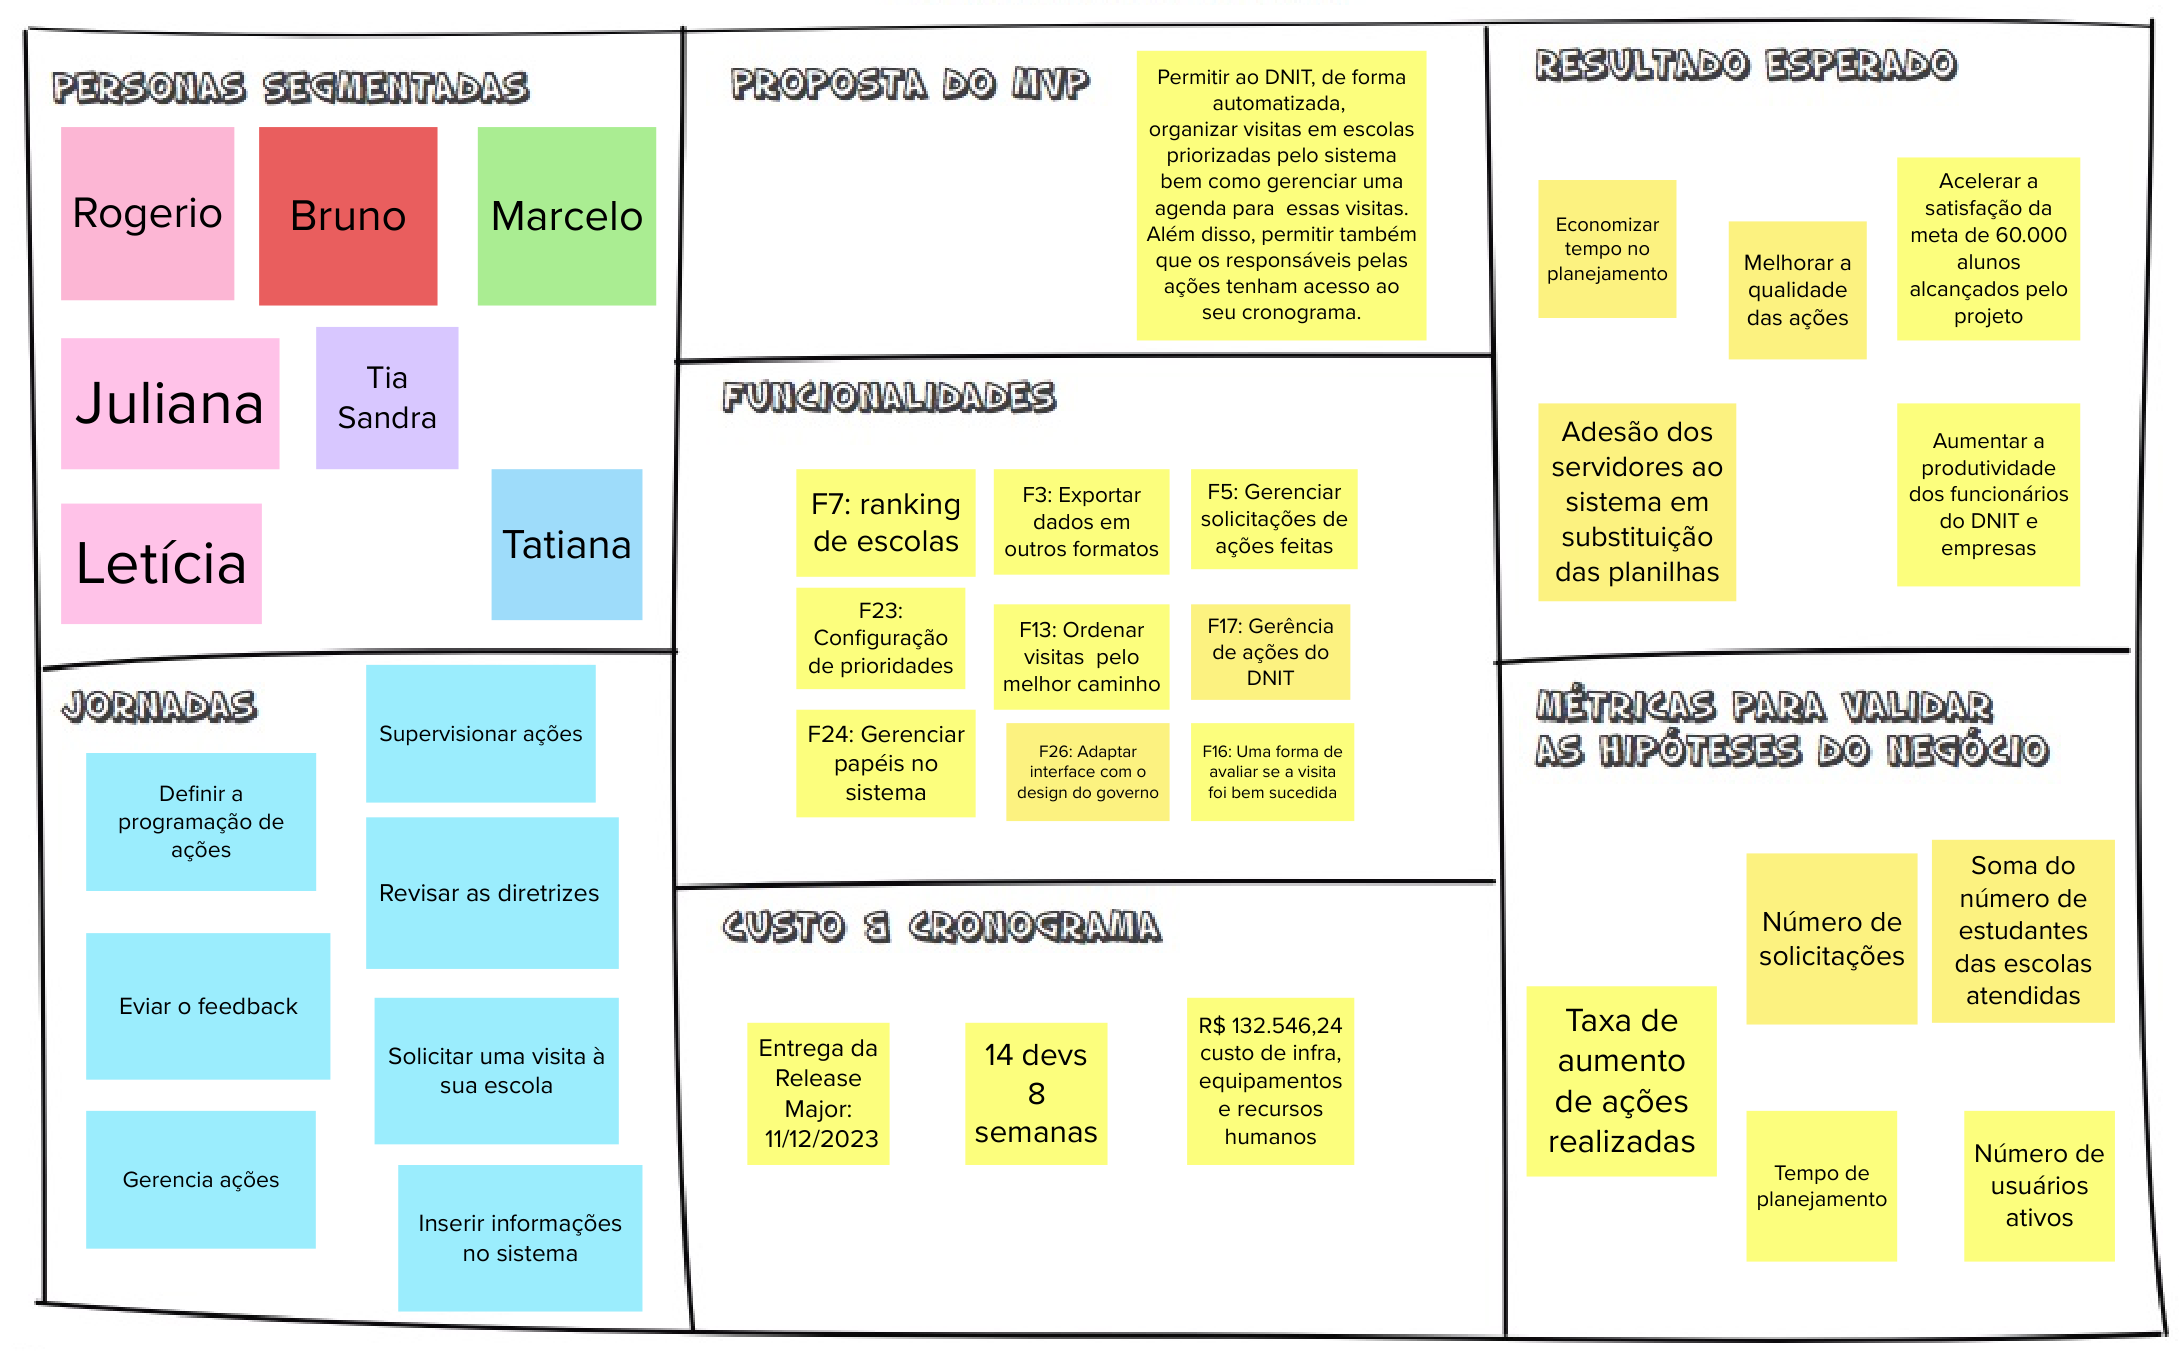 PERSONAS SEGMENTADAS
Rogerio
Bruno
Marcelo
Juliana
Tia
Sandra
Letícia
Tatiana
JORNADAS
Supervisionar ações
Definir a
programação de
ações
Revisar as diretrizes
Eviar o feedback
Solicitar uma visita à
sua escola
Gerencia ações
Inserir informações
no sistema
PROPOSTA DO MVP
Permitir ao DNIT, de forma
automatizada,
organizar visitas em escolas
priorizadas pelo sistema
bem como gerenciar uma
agenda para essas visitas.
Além disso, permitir também
que os responsáveis pelas
ações tenham acesso ao
seu cronograma.
FUNCIONALIDADES
F7: ranking
de escolas
F3: Exportar
dados em
outros formatos
F5: Gerenciar
solicitações de
ações feitas
F23:
Configuração
de prioridades
F13: Ordenar
visitas pelo
melhor caminho
F17: Gerência
de ações do
DNIT
F24: Gerenciar
papéis no
sistema
F26: Adaptar
interface com o
design do governo
F16: Uma forma de
avaliar se a visita
foi bem sucedida
CUSTO & CRONOGRAMA
Entrega da
Release
Major:
11/12/2023
14 devs
8
semanas
R$ 132.546,24
custo de infra,
equipamentos
e recursos
humanos
RESULTADO ESPERADO
Economizar
tempo no
planejamento
Melhorar a
qualidade
das ações
Acelerar a
satisfação da
meta de 60.000
alunos
alcançados pelo
projeto
Adesão dos
servidores ao
sistema em
substituição
das planilhas
Aumentar a
produtividade
dos funcionários
do DNIT e
empresas
MÉTRICAS PARA VALIDAR
AS HIPÓTESES DO NEGÓCIO
Número de
solicitações
Soma do
número de
estudantes
das escolas
atendidas
Taxa de
aumento
de ações
realizadas
Tempo de
planejamento
Número de
usuários
ativos